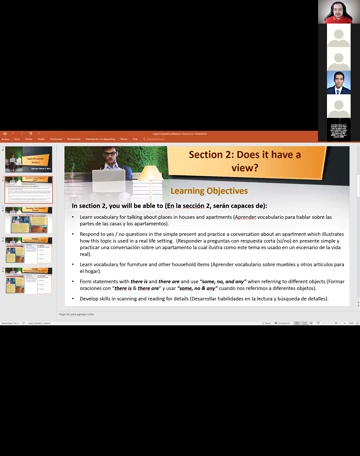 Section 2: Does it have a
view?
Learning Objectives
In section 2, you will be able to (En la sección 2, serán capaces de):
• Learn vocabulary for talking about places in houses and apartments (Aprender vocabulario para hablar sobre las
partes de las casas y los apartamentos).
• Respond to yes / no questions in the simple present and practice a conversation about an apartment which illustrates
how this topic is used in a real life setting. (Responder a preguntas con respuesta corta (si/no) en presente simple y
practicar una conversación sobre un apartamento la cual ilustra como este tema es usado en un escenario de la vida
real).
• Learn vocabulary for furniture and other household items (Aprender vocabulario sobre muebles y otros artículos para
el hogar).
• Form statements with there is and there are and use "some, no, and any" when referring to different objects (Formar
oraciones con "there is & there are" y usar "some, no & any" cuando nos referimos a diferentes objetos).
• Develop skills in scanning and reading for details (Desarrollar habilidades en la lectura y búsqueda de detalles).